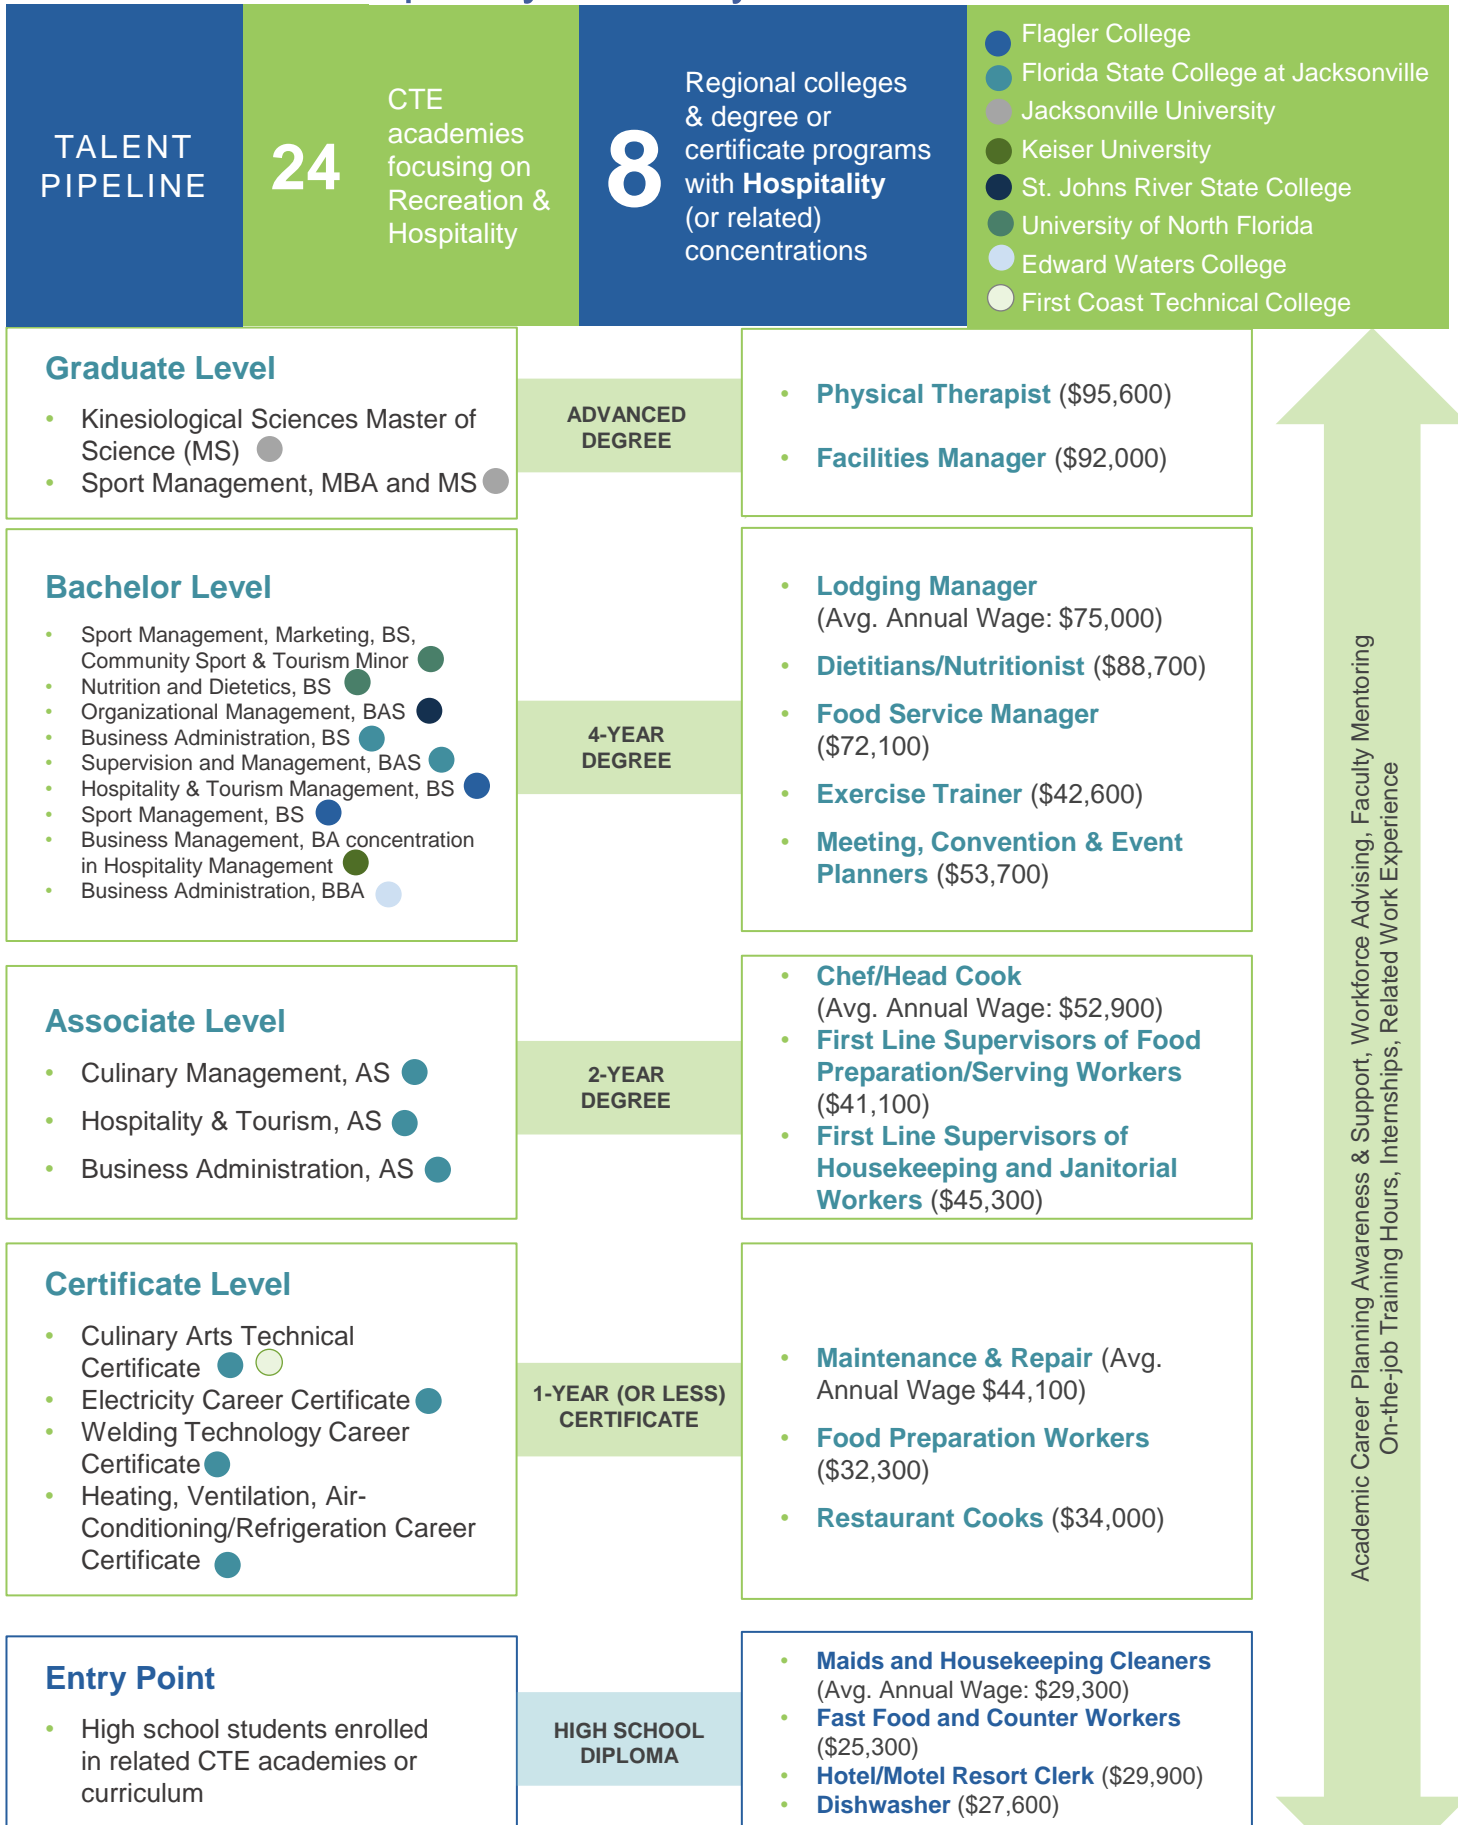 TALENT
PIPELINE
24
CTE
academies
focusing on
Recreation &
Hospitality
8
Regional colleges
& degree or
certificate programs
with Hospitality
(or related)
concentrations
Flagler College
Florida State College at Jacksonville
Jacksonville University
Keiser University
St. Johns River State College
University of North Florida
Edward Waters College
First Coast Technical College
Graduate Level
• Kinesiological Sciences Master of
Science (MS)
• Sport Management, MBA and MS
ADVANCED
DEGREE
• Physical Therapist ($95,600)
• Facilities Manager ($92,000)
Bachelor Level
• Sport Management, Marketing, BS,
Community Sport & Tourism Minor
• Nutrition and Dietetics, BS
• Organizational Management, BAS
• Business Administration, BS
• Supervision and Management, BAS
• Hospitality & Tourism Management, BS
• Sport Management, BS
• Business Management, BA concentration
in Hospitality Management
• Business Administration, BBA
4-YEAR
DEGREE
• Lodging Manager
(Avg. Annual Wage: $75,000)
• Dietitians/Nutritionist ($88,700)
• Food Service Manager
($72,100)
• Exercise Trainer ($42,600)
• Meeting, Convention & Event
Planners ($53,700)
Associate Level
• Culinary Management, AS
• Hospitality & Tourism, AS
• Business Administration, AS
2-YEAR
DEGREE
• Chef/Head Cook
(Avg. Annual Wage: $52,900)
• First Line Supervisors of Food
Preparation/Serving Workers
($41,100)
• First Line Supervisors of
Housekeeping and Janitorial
Workers ($45,300)
Certificate Level
• Culinary Arts Technical
Certificate
• Electricity Career Certificate
• Welding Technology Career
Certificate
• Heating, Ventilation, Air-
Conditioning/Refrigeration Career
Certificate
1-YEAR (OR LESS)
CERTIFICATE
• Maintenance & Repair (Avg.
Annual Wage $44,100)
• Food Preparation Workers
($32,300)
• Restaurant Cooks ($34,000)
Entry Point
• High school students enrolled
in related CTE academies or
curriculum
HIGH SCHOOL
DIPLOMA
• Maids and Housekeeping Cleaners
(Avg. Annual Wage: $29,300)
• Fast Food and Counter Workers
($25,300)
• Hotel/Motel Resort Clerk ($29,900)
• Dishwasher ($27,600)
Academic Career Planning Awareness & Support, Workforce Advising, Faculty Mentoring
On-the-job Training Hours, Internships, Related Work Experience